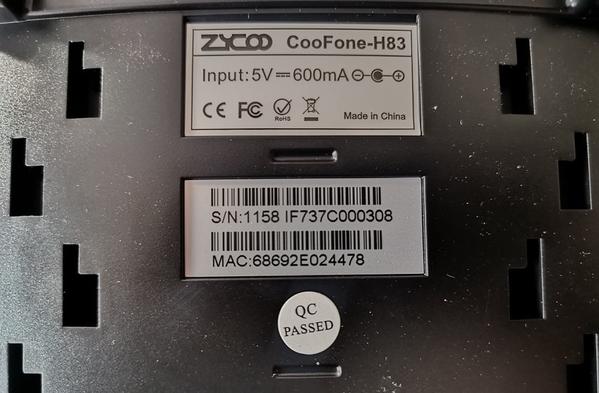 ZYCOO CooFone-H83
Input: 5V⎓600mA
CE FC RoHS
Made in China
S/N:1158 IF737C000308
MAC:68692E024478
QC
PASSED